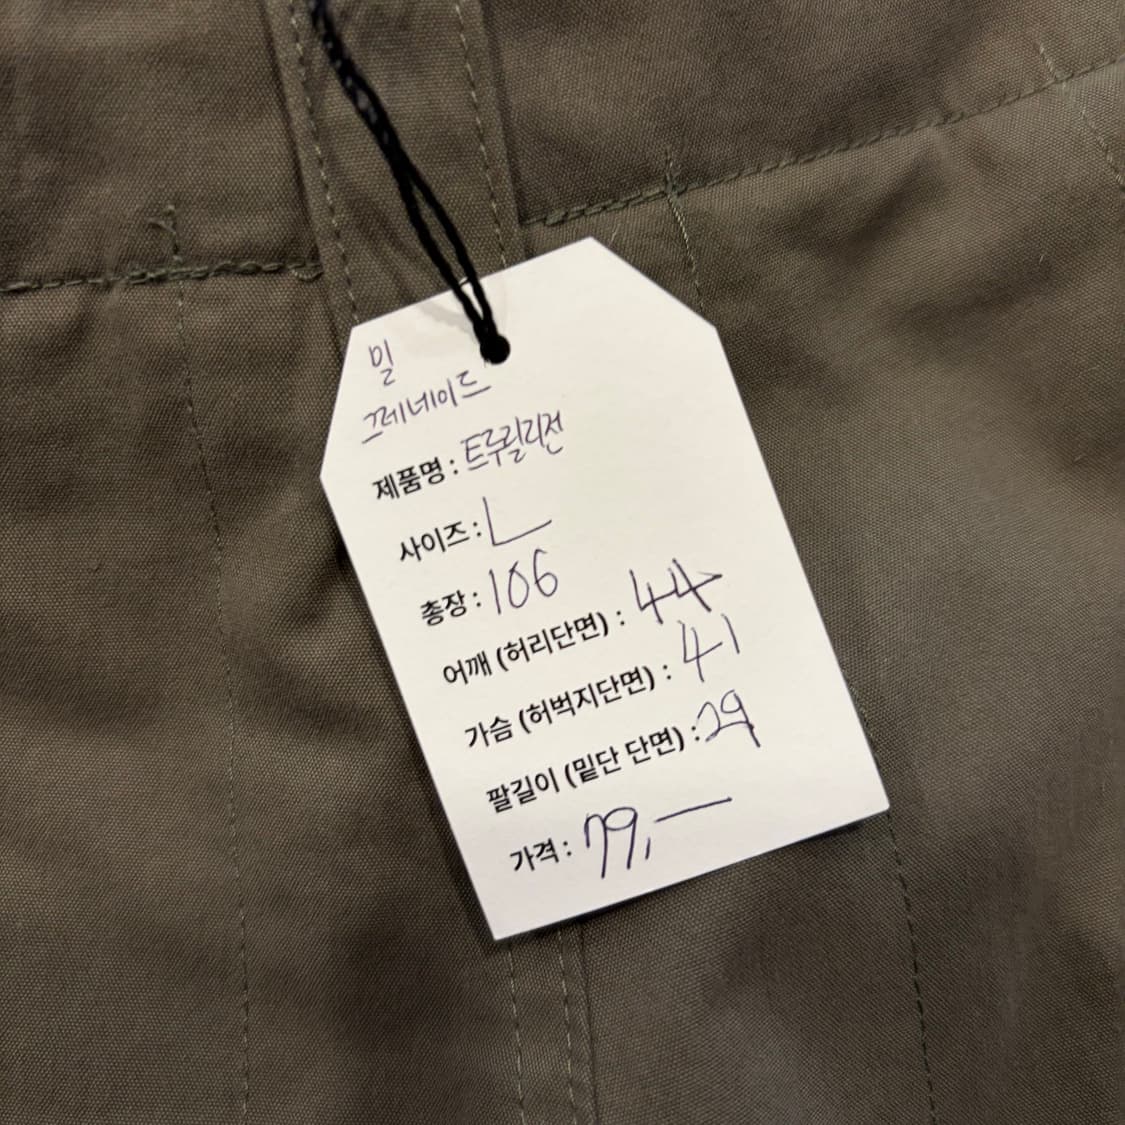 밀
그레네이드
제품명 : 트루릴리젼
사이즈 : L
총장 : 106
어깨 (허리단면) : 44
가슴 (허벅지단면) : 41
팔길이 (밑단 단면) : 29
가격 : 79,—